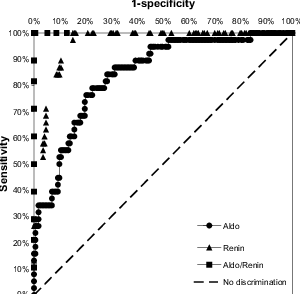 1-specificity
0% 10% 20% 30% 40% 50% 60% 70% 80% 90% 100%
100%
90%
80%
70%
60%
50%
40%
30%
20%
10%
0%
Sensitivity
Aldo
Renin
Aldo/Renin
No discrimination